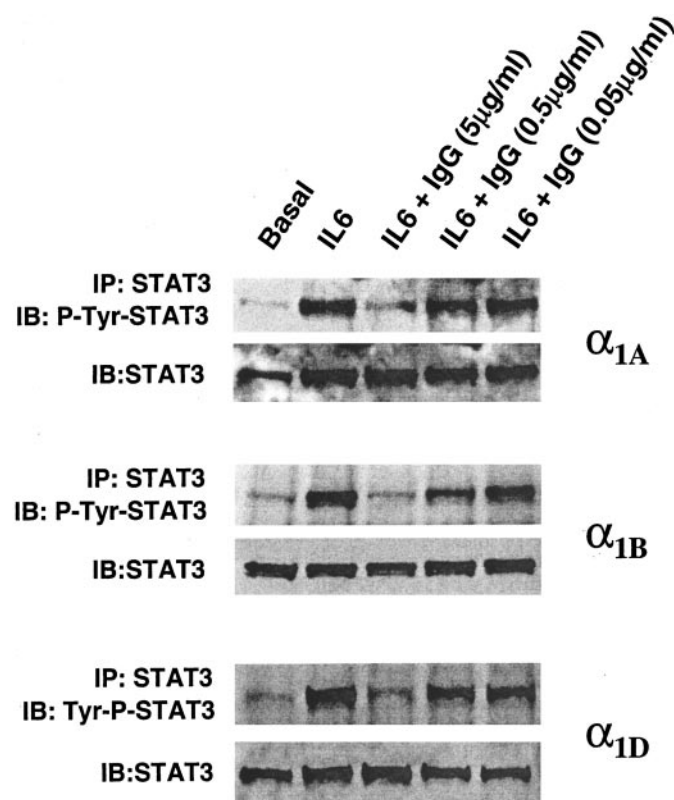 Basal
IL6
IL6 + IgG (5µg/ml)
IL6 + IgG (0.5µg/ml)
IL6 + IgG (0.05µg/ml)
IP: STAT3
IB: P-Tyr-STAT3
IB:STAT3
α1A
IP: STAT3
IB: P-Tyr-STAT3
IB:STAT3
α1B
IP: STAT3
IB: Tyr-P-STAT3
IB:STAT3
α1D